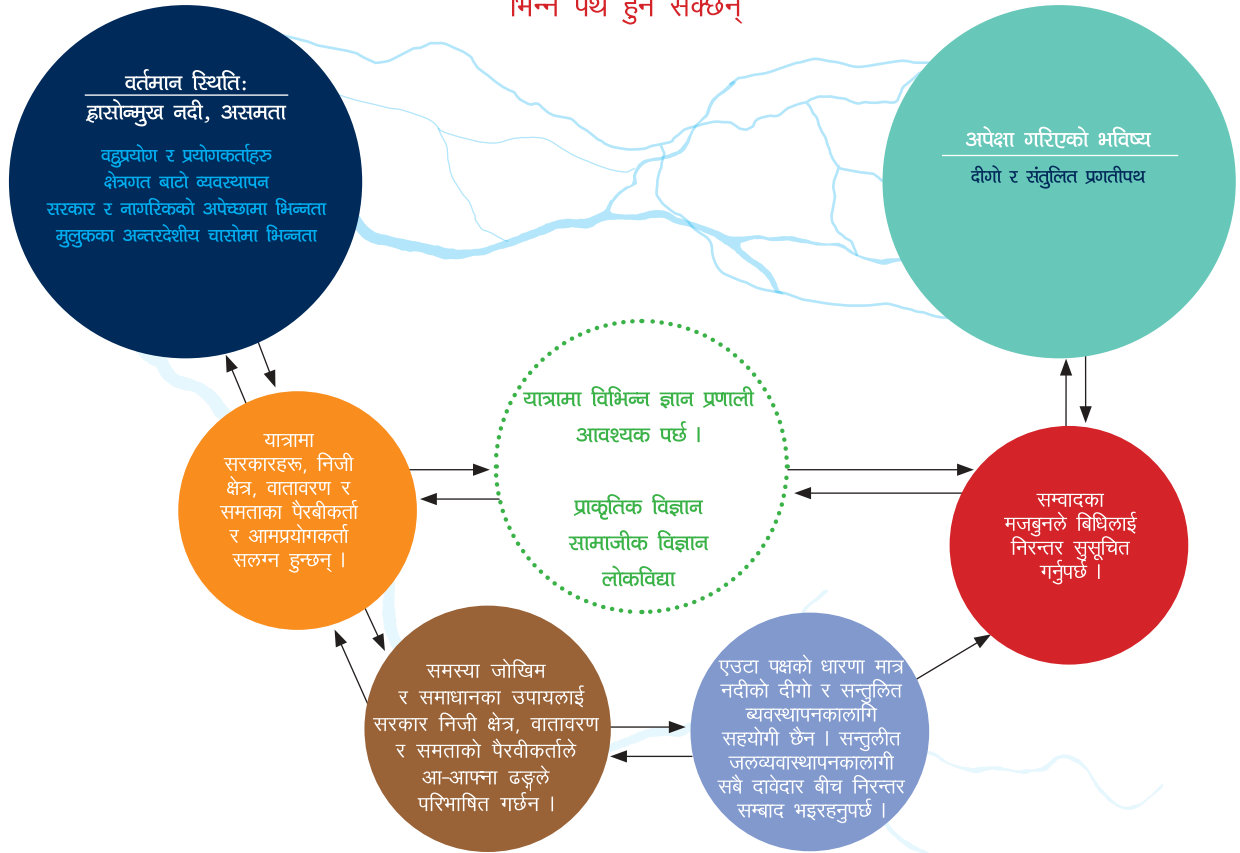 भिन्न पथ हुन सक्छन्
वर्तमान स्थिति:
ह्रासोन्मुख नदी, असमता
वहुप्रयोग र प्रयोगकर्ताहरु
क्षेत्रगत बाटो व्यवस्थापन
सरकार र नागरिकको अपेच्छामा भिन्नता
मुलुकका अन्तरदेशीय चासोमा भिन्नता
अपेक्षा गरिएको भविष्य
दीगो र संतुलित प्रगतीपथ
यात्रामा विभिन्न ज्ञान प्रणाली
आवश्यक पर्छ ।
प्राकृतिक विज्ञान
सामाजीक विज्ञान
लोकविद्या
यात्रामा
सरकारहरू, निजी
क्षेत्र, वातावरण र
समताका पैरबीकर्ता
र आमप्रयोगकर्ता
सलग्न हुन्छन् ।
सम्वादका
मजबुनले बिधिलाई
निरन्तर सुसूचित
गर्नुपर्छ ।
समस्या जोखिम
र समाधानका उपायलाई
सरकार निजी क्षेत्र, वातावरण
र समताको पैरवीकर्ताले
आ-आफ्ना ढङ्गले
परिभाषित गर्छन ।
एउटा पक्षको धारणा मात्र
नदीको दीगो र सन्तुलित
ब्यवस्थापनकालागि
सहयोगी छैन । सन्तुलीत
जलव्यवास्थापनकालागी
सबै दावेदार बीच निरन्तर
सम्बाद भइरहनुपर्छ ।